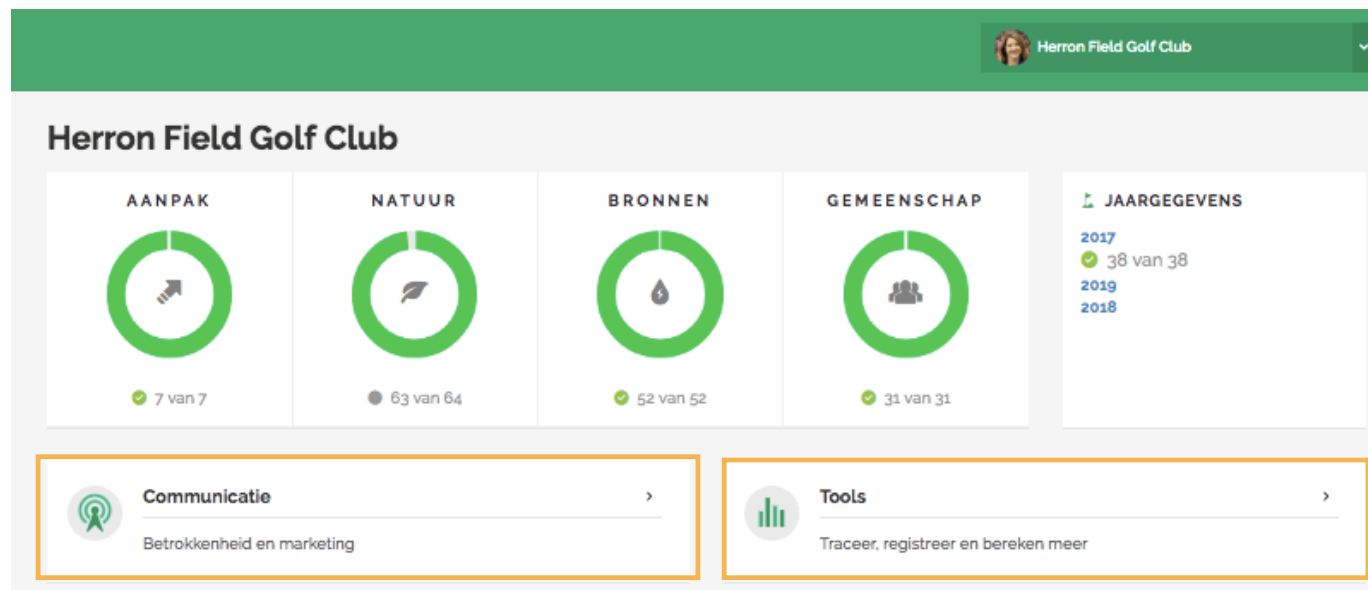 Herron Field Golf Club
Herron Field Golf Club
AANPAK
7 van 7
NATUUR
63 van 64
BRONNEN
52 van 52
GEMEENSCHAP
31 van 31
JAARGEGEVENS
2017
38 van 38
2019
2018
Communicatie
Betrokkenheid en marketing
Tools
Traceer, registreer en bereken meer